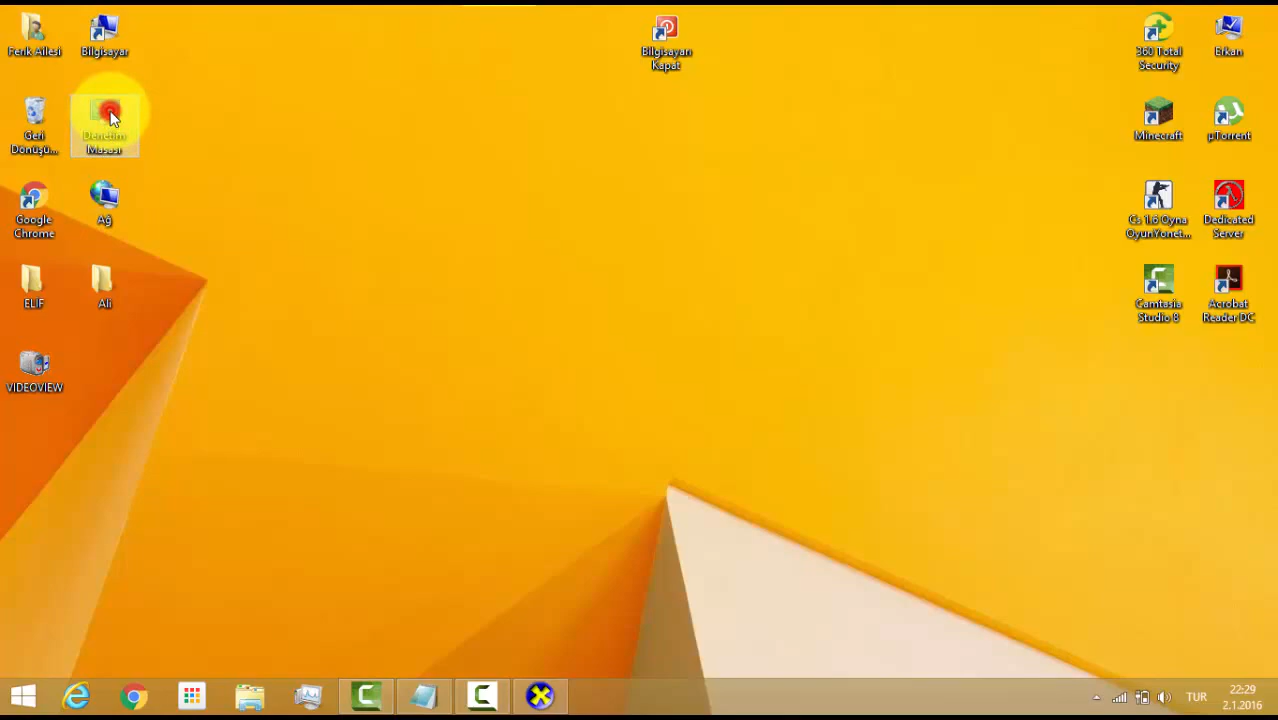 Ferik Ailesi
Bilgisayar
Bilgisayarı
Kapat
360 Total
Security
Erkan
Geri
Dönüşü...
Denetim
Masası
Minecraft
µTorrent
Google
Chrome
Ağ
Cs 1.6 Oyna
OyunYonet...
Dedicated
Server
ELİF
Ali
Camtasia
Studio 8
Acrobat
Reader DC
VIDEOVIEW
TUR
22:29
2.1.2016